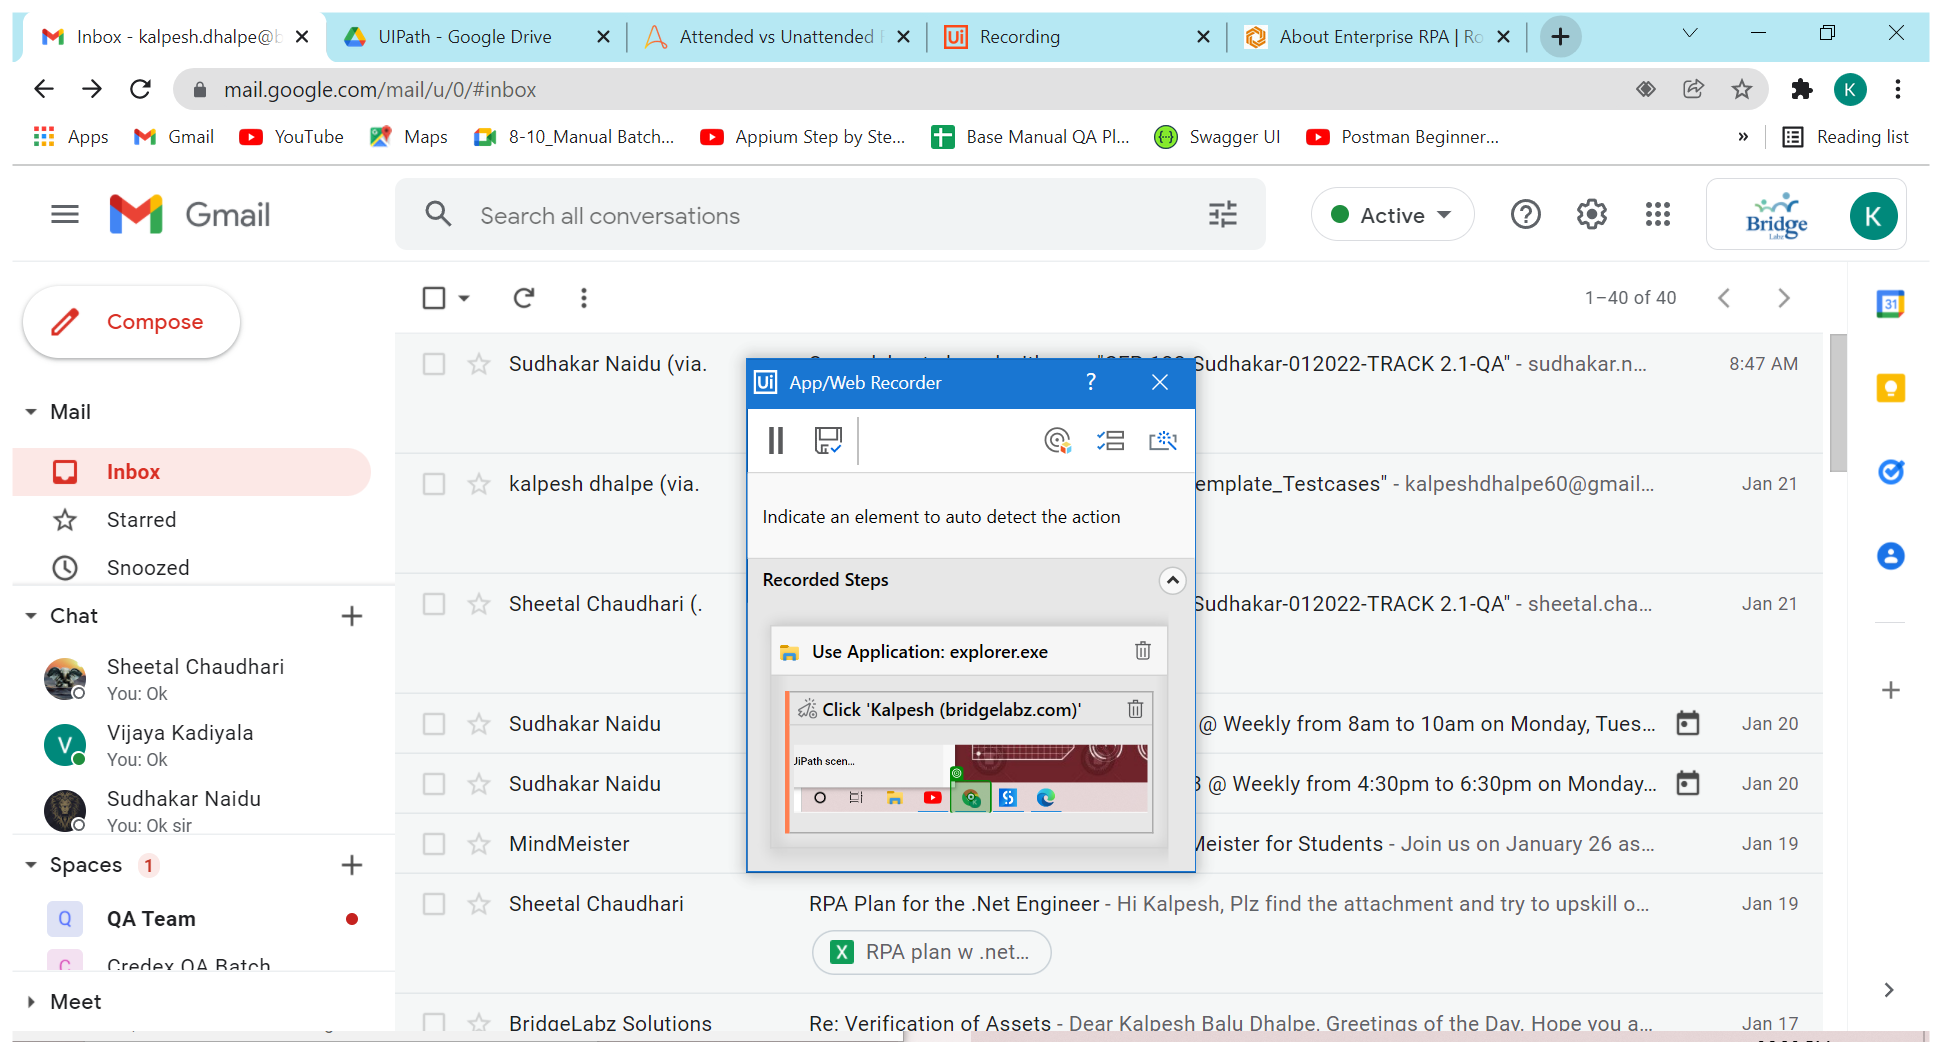 Inbox - kalpesh.dhalpe@b
UIPath - Google Drive
Attended vs Unattended
Ui Recording
About Enterprise RPA | Ro
mail.google.com/mail/u/0/#inbox
K
Apps
Gmail
YouTube
Maps
8-10_Manual Batch...
Appium Step by Ste...
Base Manual QA Pl...
Swagger UI
Postman Beginner...
»
Reading list
Gmail
Search all conversations
Active
Bridge
Labz
K
Compose
1–40 of 40
31
Mail
Inbox
Starred
Snoozed
Chat
Sheetal Chaudhari
You: Ok
V
Vijaya Kadiyala
You: Ok
Sudhakar Naidu
You: Ok sir
Spaces 1
Q QA Team
C Credex QA Batch
Meet
Sudhakar Naidu (via.
Sudhakar-012022-TRACK 2.1-QA" - sudhakar.n...
8:47 AM
kalpesh dhalpe (via.
emplate_Testcases" - kalpeshdhalpe60@gmail...
Jan 21
Sheetal Chaudhari (.
Sudhakar-012022-TRACK 2.1-QA" - sheetal.cha...
Jan 21
Sudhakar Naidu
@ Weekly from 8am to 10am on Monday, Tues...
Jan 20
Sudhakar Naidu
@ Weekly from 4:30pm to 6:30pm on Monday...
Jan 20
MindMeister
Meister for Students - Join us on January 26 as...
Jan 19
Sheetal Chaudhari
RPA Plan for the .Net Engineer - Hi Kalpesh, Plz find the attachment and try to upskill o...
Jan 19
X RPA plan w .net...
BridgeLabz Solutions
Re: Verification of Assets - Dear Kalpesh Balu Dhalpe, Greetings of the Day, Hope you a...
Jan 17
Ui App/Web Recorder ?
Indicate an element to auto detect the action
Recorded Steps
Use Application: explorer.exe
Click 'Kalpesh (bridgelabz.com)'
JiPath scen...